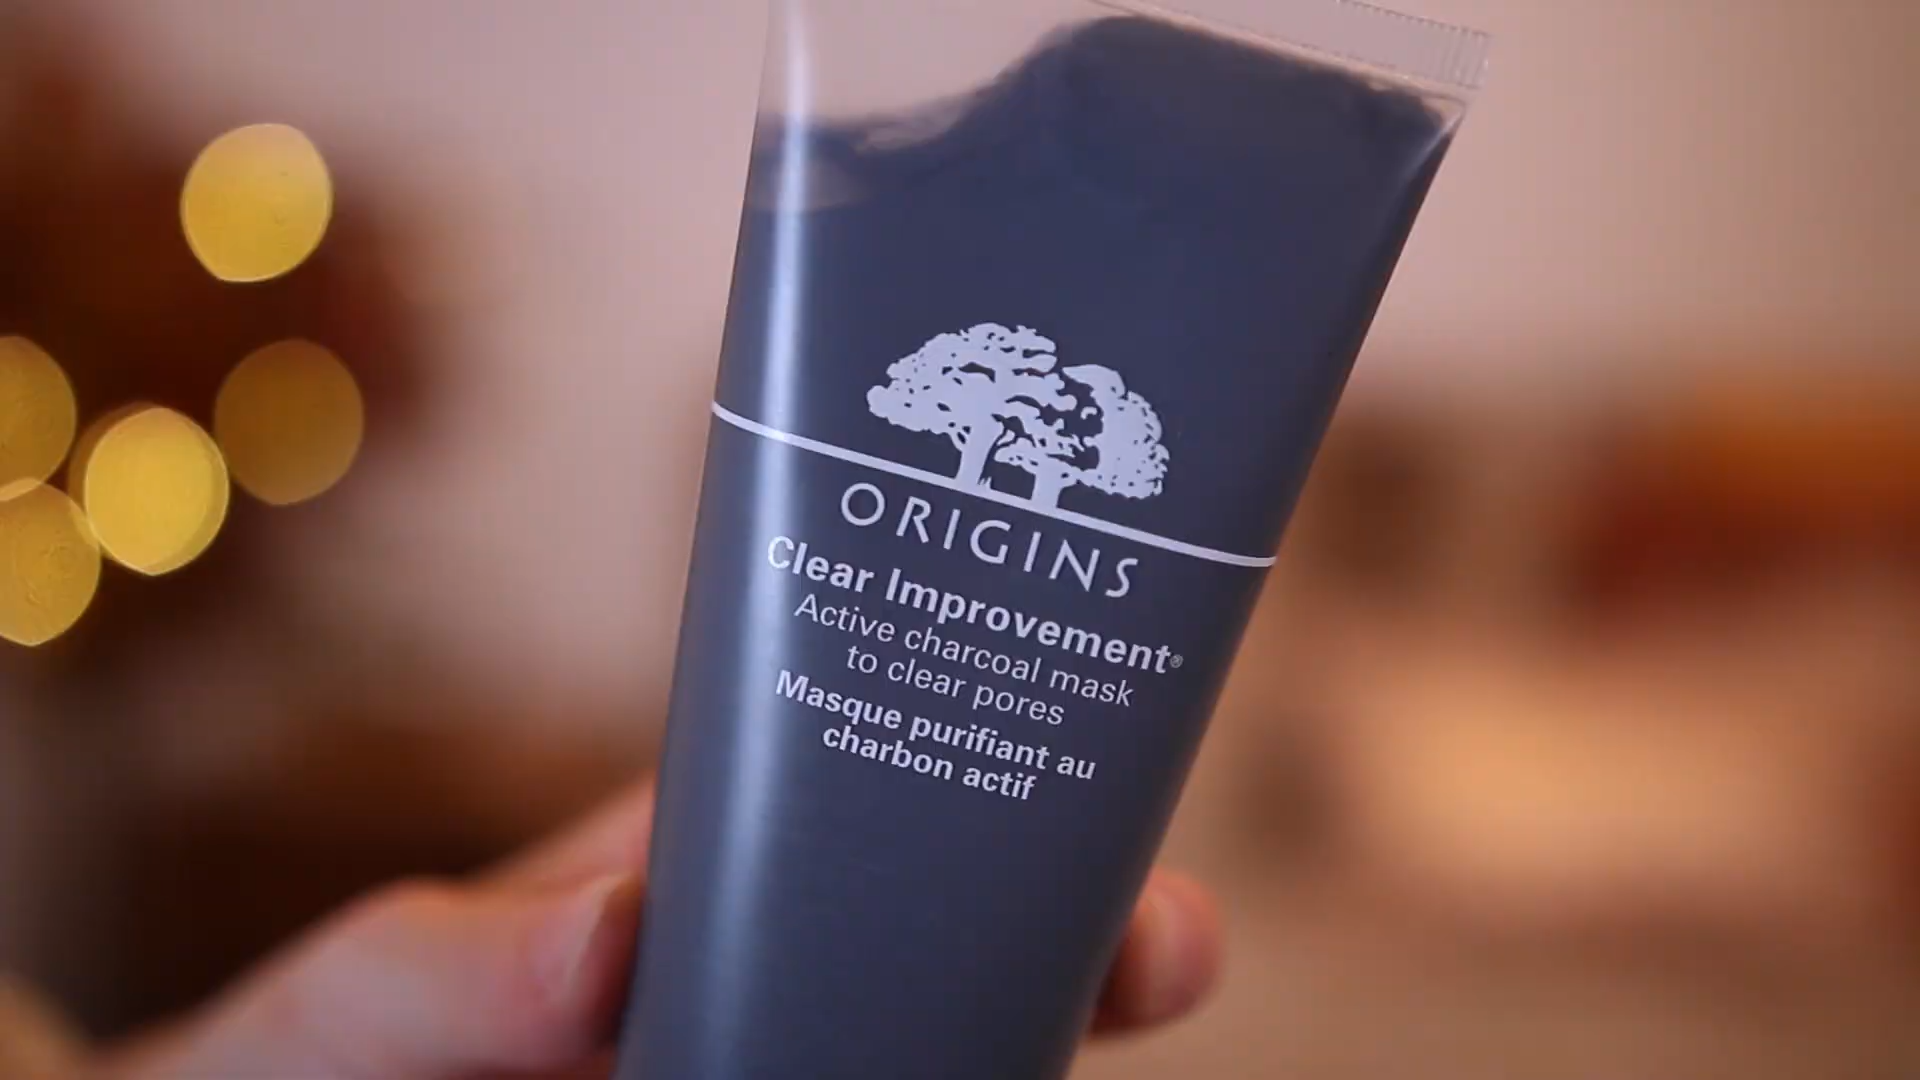 ORIGINS
Clear Improvement®
Active charcoal mask
to clear pores
Masque purifiant au
charbon actif